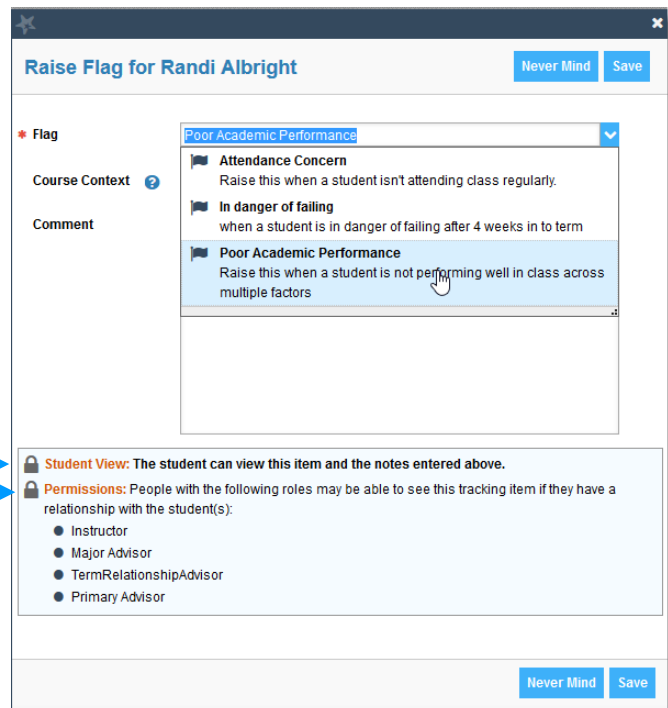 Raise Flag for Randi Albright
Never Mind Save
* Flag
Poor Academic Performance
Attendance Concern
Raise this when a student isn't attending class regularly.
Course Context ?
In danger of failing
when a student is in danger of failing after 4 weeks in to term
Comment
Poor Academic Performance
Raise this when a student is not performing well in class across
multiple factors
Student View: The student can view this item and the notes entered above.
Permissions: People with the following roles may be able to see this tracking item if they have a
relationship with the student(s):
Instructor
Major Advisor
TermRelationshipAdvisor
Primary Advisor
Never Mind Save